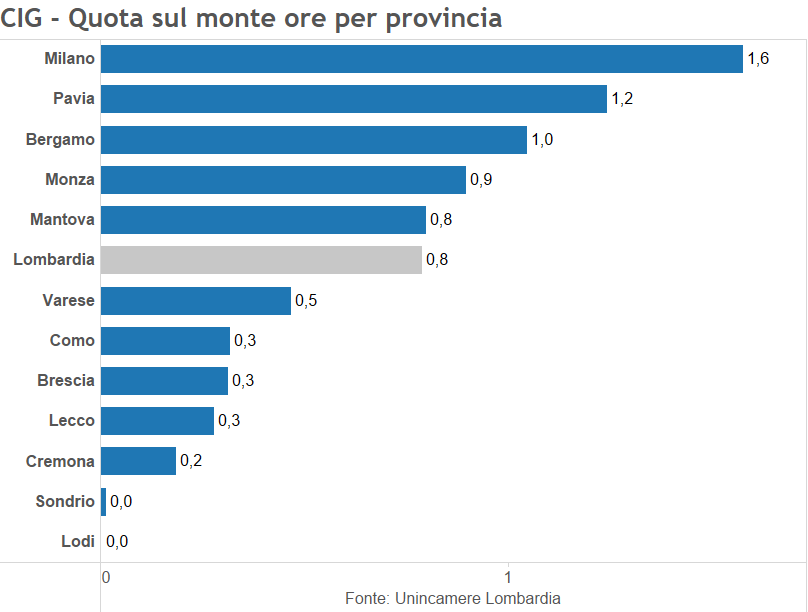 CIG - Quota sul monte ore per provincia
Milano 1,6
Pavia 1,2
Bergamo 1,0
Monza 0,9
Mantova 0,8
Lombardia 0,8
Varese 0,5
Como 0,3
Brescia 0,3
Lecco 0,3
Cremona 0,2
Sondrio 0,0
Lodi 0,0
0 1
Fonte: Unincamere Lombardia